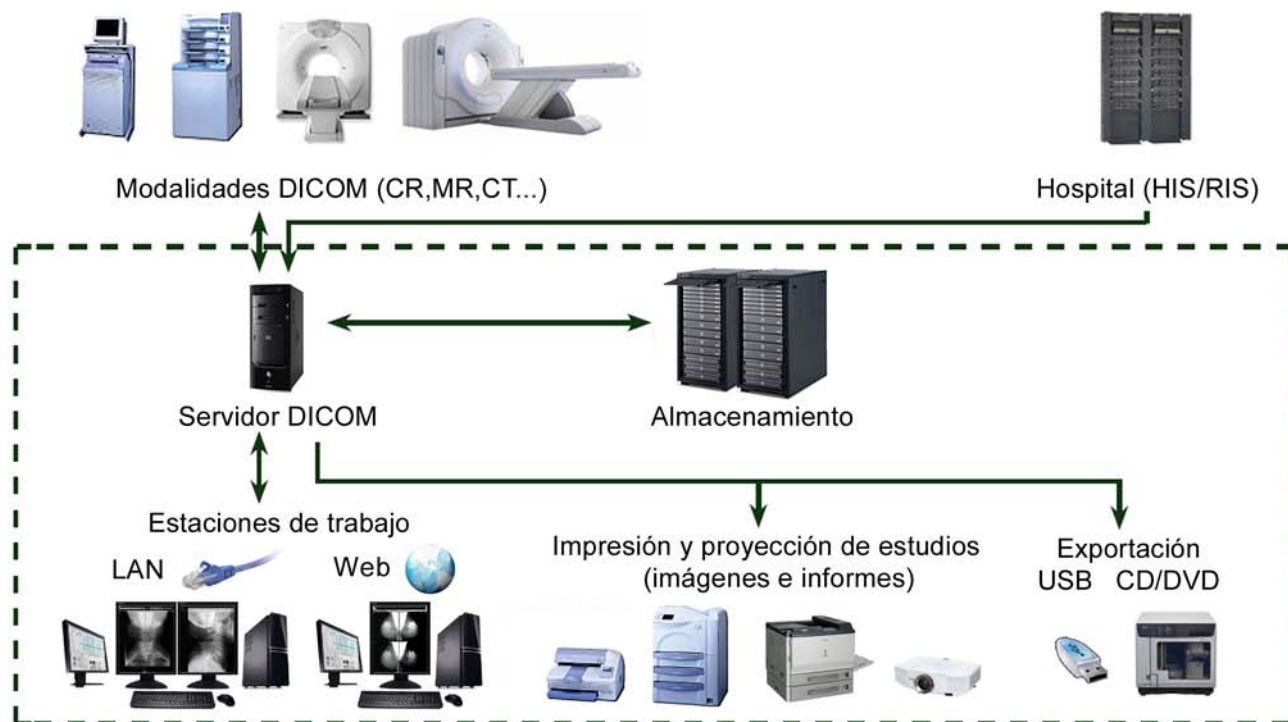 Modalidades DICOM (CR,MR,CT...)
Hospital (HIS/RIS)
Servidor DICOM
Almacenamiento
Estaciones de trabajo
LAN
Web
Impresión y proyección de estudios
(imágenes e informes)
Exportación
USB CD/DVD